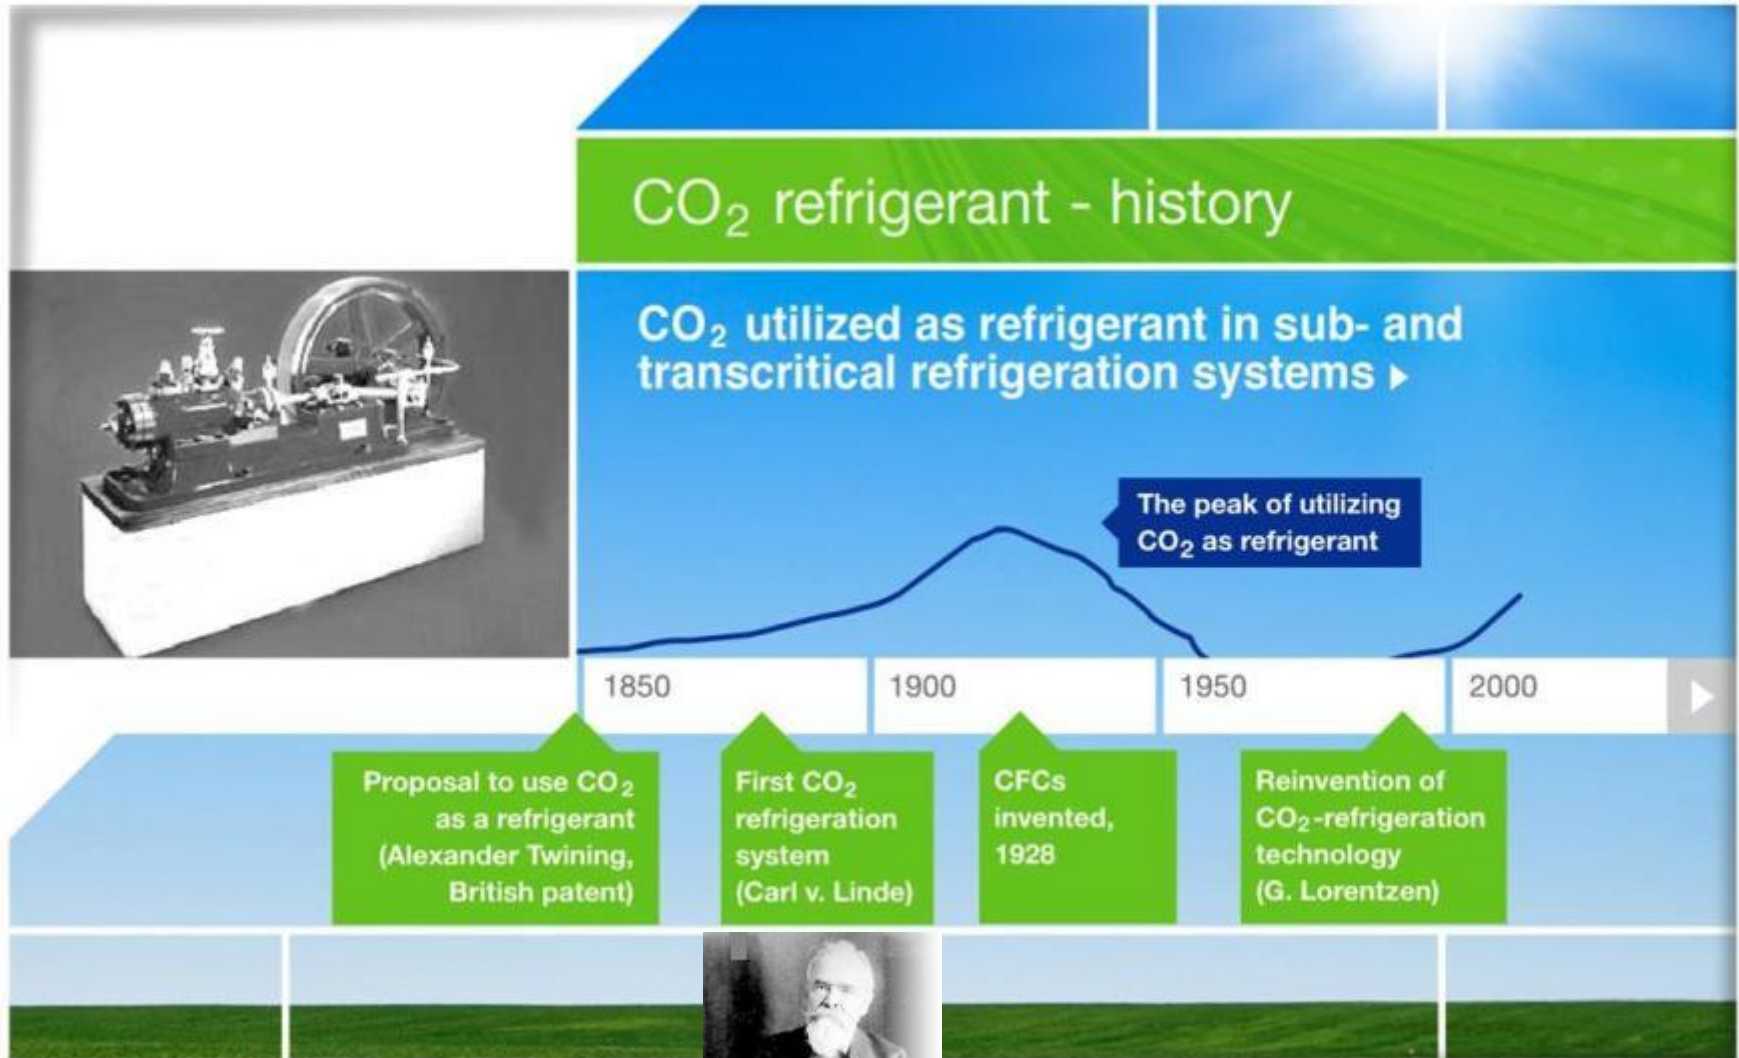 CO₂ refrigerant - history
CO₂ utilized as refrigerant in sub- and
transcritical refrigeration systems ▶
The peak of utilizing
CO₂ as refrigerant
1850
1900
1950
2000
Proposal to use CO₂
as a refrigerant
(Alexander Twining,
British patent)
First CO₂
refrigeration
system
(Carl v. Linde)
CFCs
invented,
1928
Reinvention of
CO₂-refrigeration
technology
(G. Lorentzen)